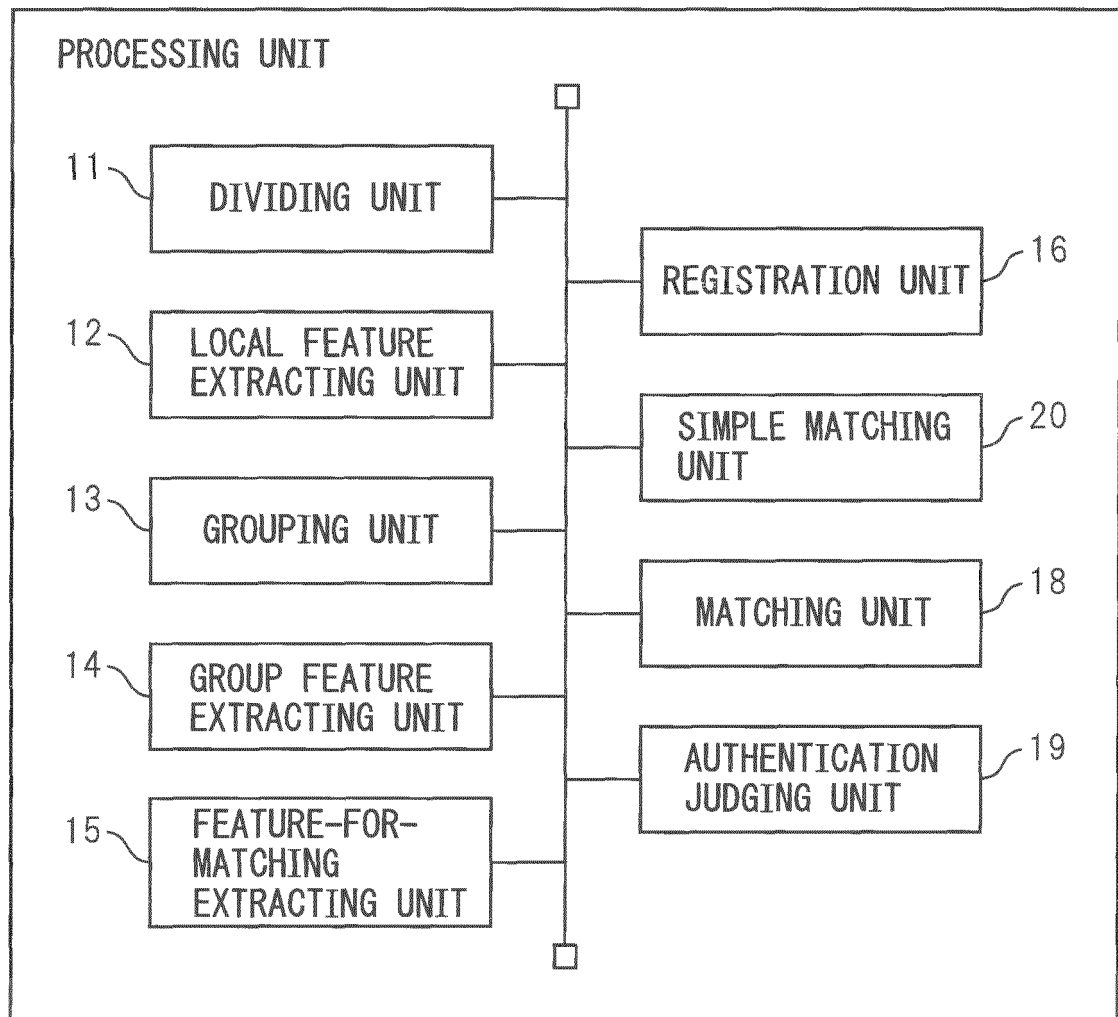 PROCESSING UNIT
11
DIVIDING UNIT
12
LOCAL FEATURE
EXTRACTING UNIT
13
GROUPING UNIT
14
GROUP FEATURE
EXTRACTING UNIT
15
FEATURE-FOR-
MATCHING
EXTRACTING UNIT
16
REGISTRATION UNIT
20
SIMPLE MATCHING
UNIT
18
MATCHING UNIT
19
AUTHENTICATION
JUDGING UNIT